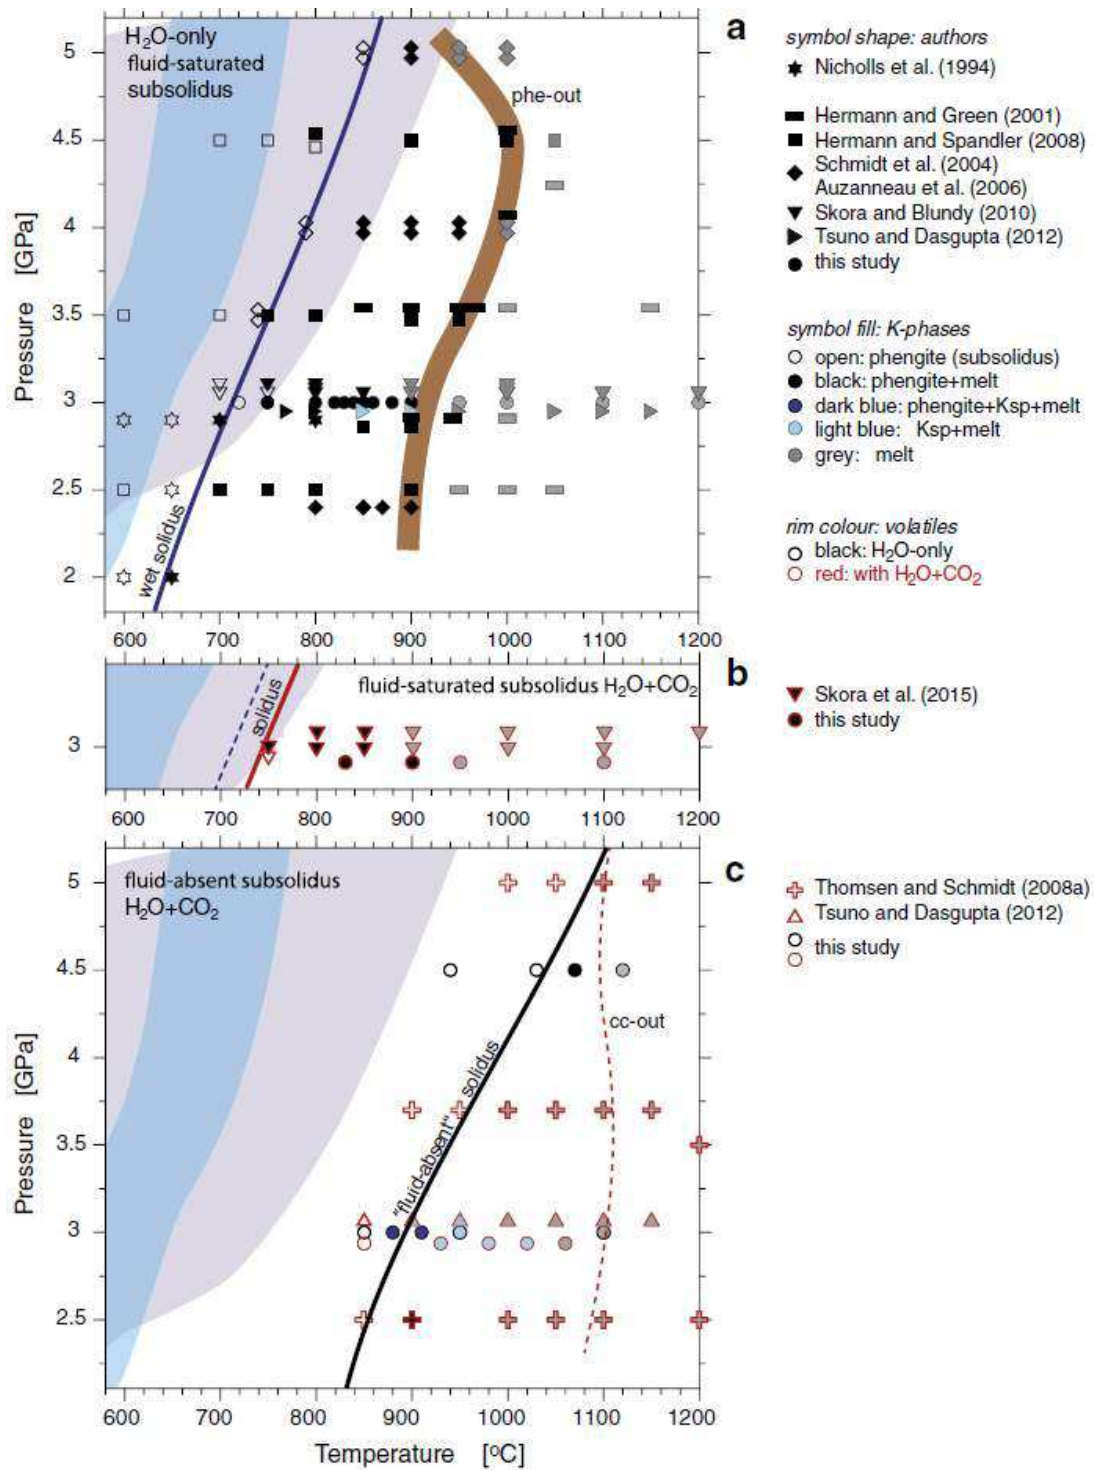 a
H₂O-only
fluid-saturated
subsolidus
phe-out
wet solidus
5
4.5
4
3.5
3
2.5
2
Pressure [GPa]
600 700 800 900 1000 1100 1200
symbol shape: authors
Nicholls et al. (1994)
Hermann and Green (2001)
Hermann and Spandler (2008)
Schmidt et al. (2004)
Auzanneau et al. (2006)
Skora and Blundy (2010)
Tsuno and Dasgupta (2012)
this study
symbol fill: K-phases
open: phengite (subsolidus)
black: phengite+melt
dark blue: phengite+Ksp+melt
light blue: Ksp+melt
grey: melt
rim colour: volatiles
black: H₂O-only
red: with H₂O+CO₂
b
fluid-saturated subsolidus H₂O+CO₂
solidus
3
600 700 800 900 1000 1100 1200
Skora et al. (2015)
this study
c
fluid-absent subsolidus
H₂O+CO₂
"fluid-absent" solidus
cc-out
5
4.5
4
3.5
3
2.5
Pressure [GPa]
600 700 800 900 1000 1100 1200
Temperature [°C]
Thomsen and Schmidt (2008a)
Tsuno and Dasgupta (2012)
this study